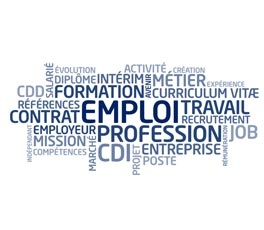 SALARIÉ
ÉVOLUTION
ACTIVITÉ
CRÉATION
DIPLÔME
INTÉRIM
AVENIR
MÉTIER
EXPÉRIENCE
CDD
FORMATION
CURRICULUM VITÆ
RÉFÉRENCES
EMPLOI
TRAVAIL
CONTRAT
RECRUTEMENT
EMPLOYEUR
PROFESSION
JOB
INDÉPENDANT
MISSION
MARCHÉ
CDI
ENTREPRISE
RÉMUNÉRATION
COMPÉTENCES
PROJET
POSTE